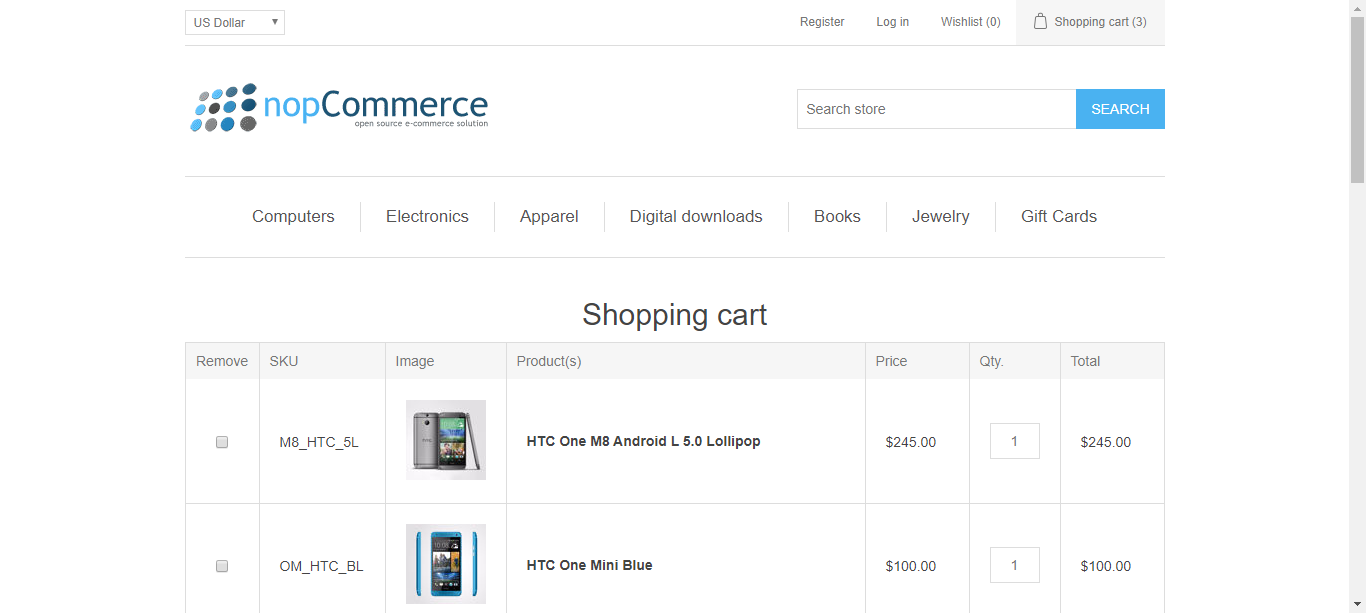 US Dollar Register Log in Wishlist (0) Shopping cart (3)
nopCommerce
open source e-commerce solution
Search store SEARCH
Computers Electronics Apparel Digital downloads Books Jewelry Gift Cards
Shopping cart
Remove SKU Image Product(s) Price Qty. Total
M8_HTC_5L HTC One M8 Android L 5.0 Lollipop $245.00 1 $245.00
OM_HTC_BL HTC One Mini Blue $100.00 1 $100.00